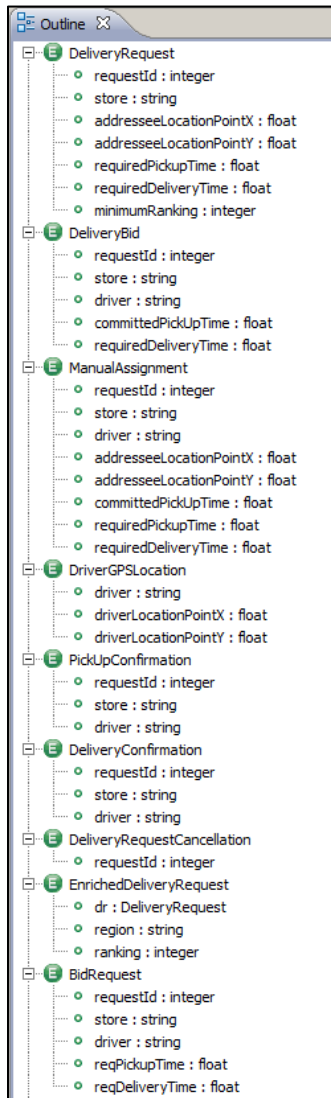 Outline
DeliveryRequest
requestId : integer
store : string
addresseeLocationPointX : float
addresseeLocationPointY : float
requiredPickupTime : float
requiredDeliveryTime : float
minimumRanking : integer
DeliveryBid
requestId : integer
store : string
driver : string
committedPickUpTime : float
requiredDeliveryTime : float
ManualAssignment
requestId : integer
store : string
driver : string
addresseeLocationPointX : float
addresseeLocationPointY : float
committedPickUpTime : float
requiredPickupTime : float
requiredDeliveryTime : float
DriverGPSLocation
driver : string
driverLocationPointX : float
driverLocationPointY : float
PickUpConfirmation
requestId : integer
store : string
driver : string
DeliveryConfirmation
requestId : integer
store : string
driver : string
DeliveryRequestCancellation
requestId : integer
EnrichedDeliveryRequest
dr : DeliveryRequest
region : string
ranking : integer
BidRequest
requestId : integer
store : string
driver : string
reqPickupTime : float
reqDeliveryTime : float